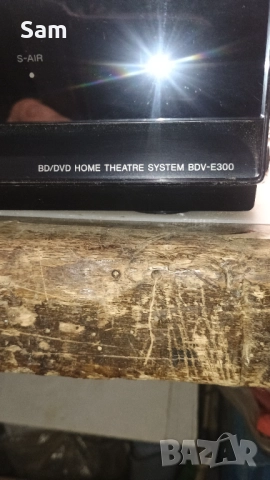 Sam
S-AIR
BD/DVD HOME THEATRE SYSTEM BDV-E300
BAZAR